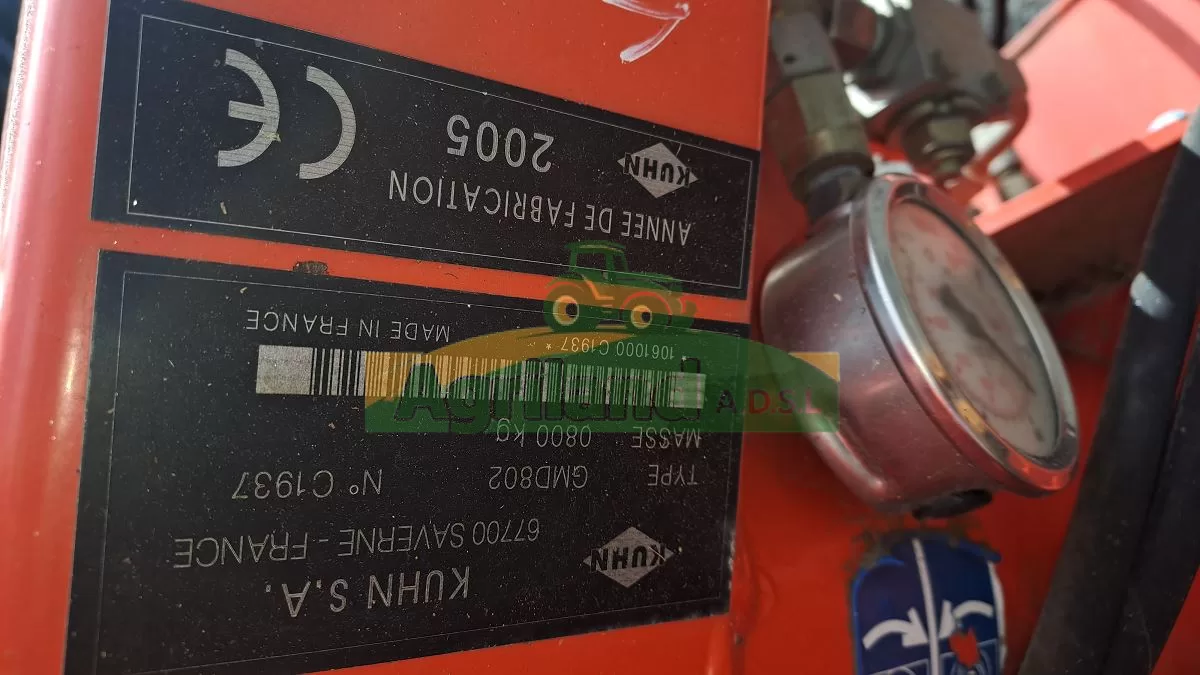 KUHN
KUHN S.A.
67700 SAVERNE - FRANCE
TYPE GMD802 N° C1937
MASSE 0800 kg
* 1061000 C1937 *
MADE IN FRANCE
ANNEE DE FABRICATION
KUHN
2005
CE
Agriland A D.S.L